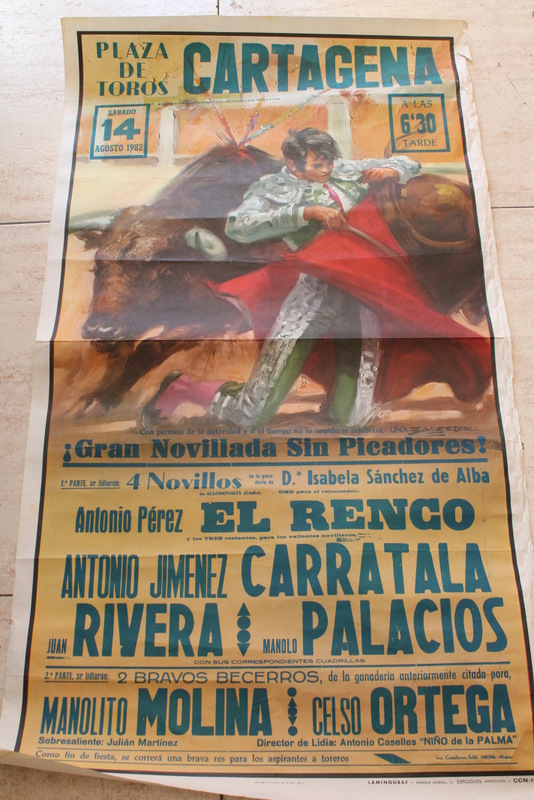 PLAZA DE TOROS
CARTAGENA
SABADO
14
AGOSTO 1982
A LAS
6'30
TARDE
Con permiso de la autoridad y si el tiempo no lo impide se celebrará, UNA
¡Gran Novillada Sin Picadores!
1.ª PARTE, se lidiarán: 4 Novillos de la gana- dería de D.ª Isabela Sánchez de Alba
de ALGODONALES (Cádiz) UNO para el rejoneador,
Antonio Pérez EL RENCO
y los TRES restantes, para los valientes novilleros,
ANTONIO JIMENEZ CARRATALA
JUAN RIVERA MANOLO PALACIOS
CON SUS CORRESPONDIENTES CUADRILLAS
2.ª PARTE, se lidiarán: 2 BRAVOS BECERROS, de la ganadería anteriormente citada para,
MANOLITO MOLINA CELSO ORTEGA
Sobresaliente: Julián Martínez Director de Lidia: Antonio Caselles "NIÑO de la PALMA"
Como fin de fiesta, se correrá una brava res para los aspirantes a toreros
LAMINOGRAF ESPLUGUES BARCELONA